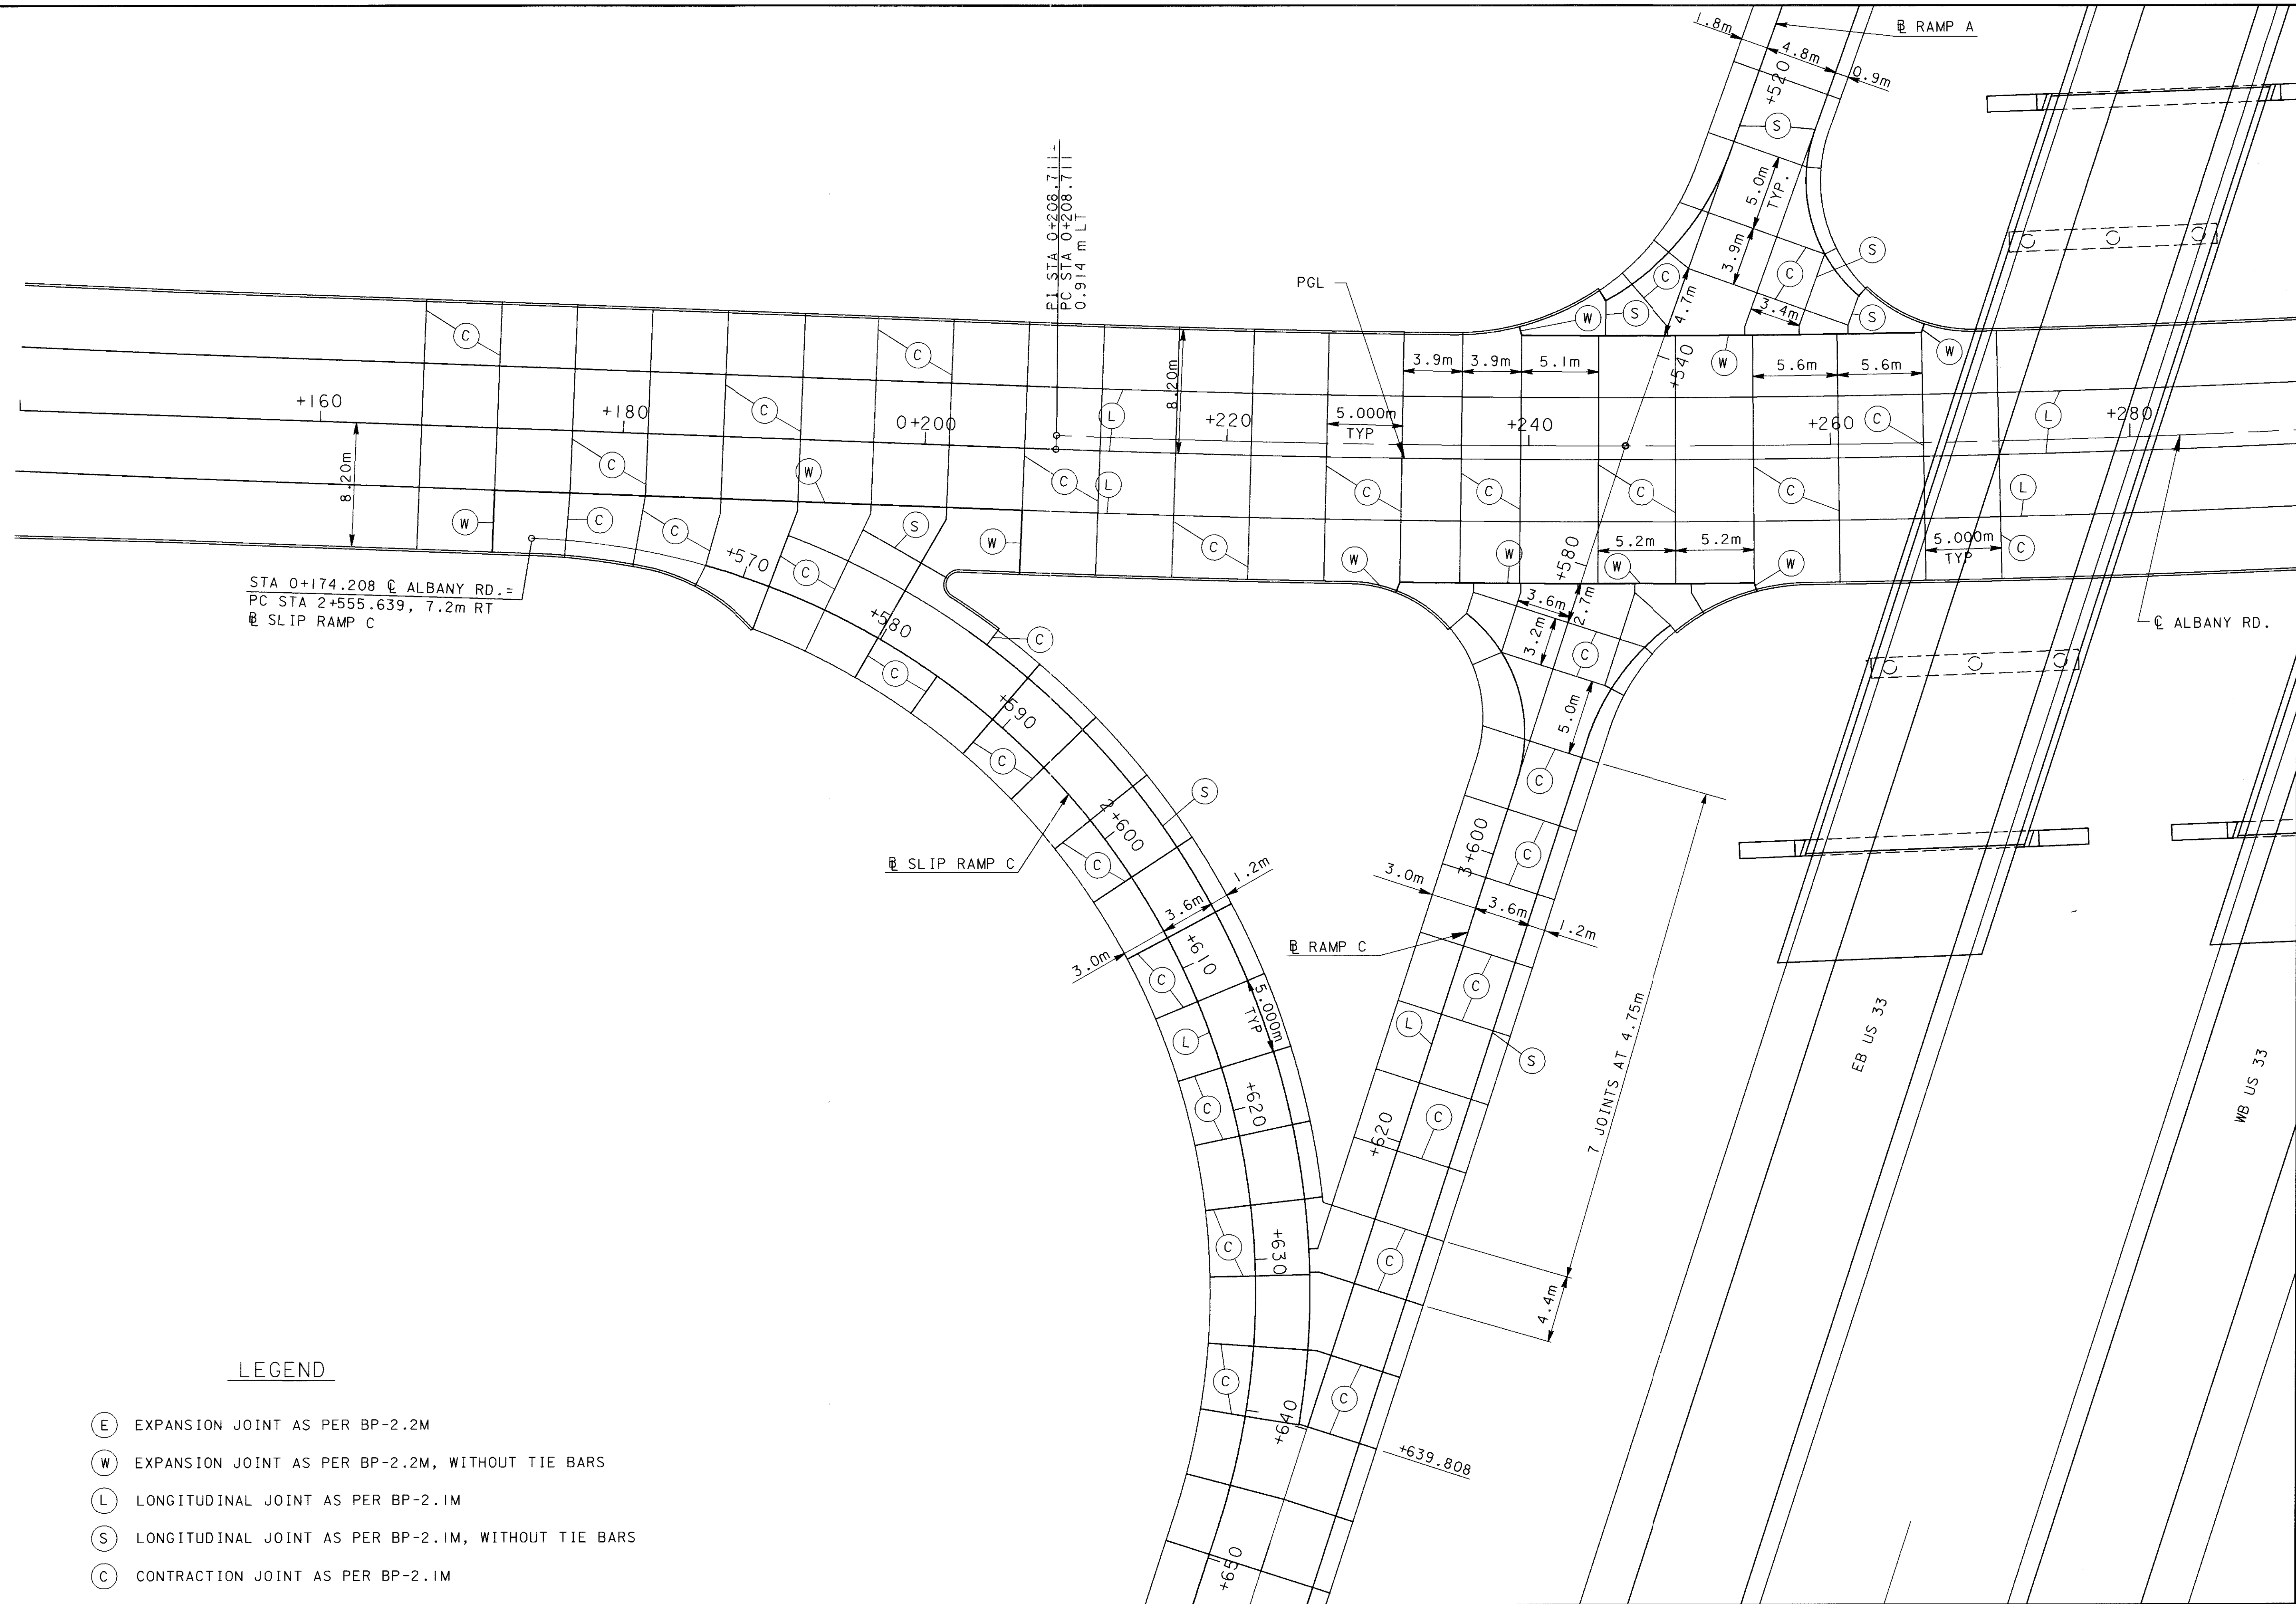 ℄ RAMP A
1.8m
4.8m
0.9m
+520
S
5.0m
TYP.
3.9m
S
C
C
4.7m
3.4m
S
S
W
W
W
PI STA 0+208.711-
PC STA 0+208.711
0.914 m LT
PGL
C
C
C
8.20m
3.9m
3.9m
5.1m
+540
5.6m
5.6m
+160
+180
0+200
L
+220
5.000m
TYP
+240
+260
C
L
+280
8.20m
C
W
C
L
C
C
C
C
L
W
C
C
S
W
C
W
W
+580
5.2m
5.2m
W
W
5.000m
TYP
C
+570
C
STA 0+174.208 ℄ ALBANY RD.=
PC STA 2+555.639, 7.2m RT
SLIP RAMP C
+580
C
3.6m
2.7m
3.2m
C
℄ ALBANY RD.
C
+590
5.0m
C
C
S
2+600
C
SLIP RAMP C
3+600
C
3.0m
3.6m
1.2m
3.0m
3.6m
1.2m
+610
RAMP C
C
C
5.000m
TYP
L
L
S
7 JOINTS AT 4.75m
EB US 33
WB US 33
C
+620
C
+620
C
+630
C
4.4m
C
C
+640
+639.808
+650
LEGEND
E EXPANSION JOINT AS PER BP-2.2M
W EXPANSION JOINT AS PER BP-2.2M, WITHOUT TIE BARS
L LONGITUDINAL JOINT AS PER BP-2.1M
S LONGITUDINAL JOINT AS PER BP-2.1M, WITHOUT TIE BARS
C CONTRACTION JOINT AS PER BP-2.1M